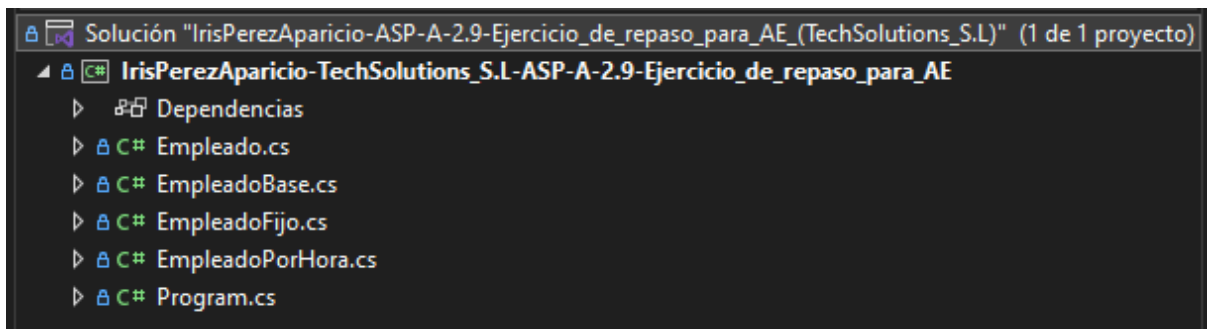 Solución "IrisPerezAparicio-ASP-A-2.9-Ejercicio_de_repaso_para_AE_(TechSolutions_S.L)" (1 de 1 proyecto)
C# IrisPerezAparicio-TechSolutions_S.L-ASP-A-2.9-Ejercicio_de_repaso_para_AE
Dependencias
C# Empleado.cs
C# EmpleadoBase.cs
C# EmpleadoFijo.cs
C# EmpleadoPorHora.cs
C# Program.cs